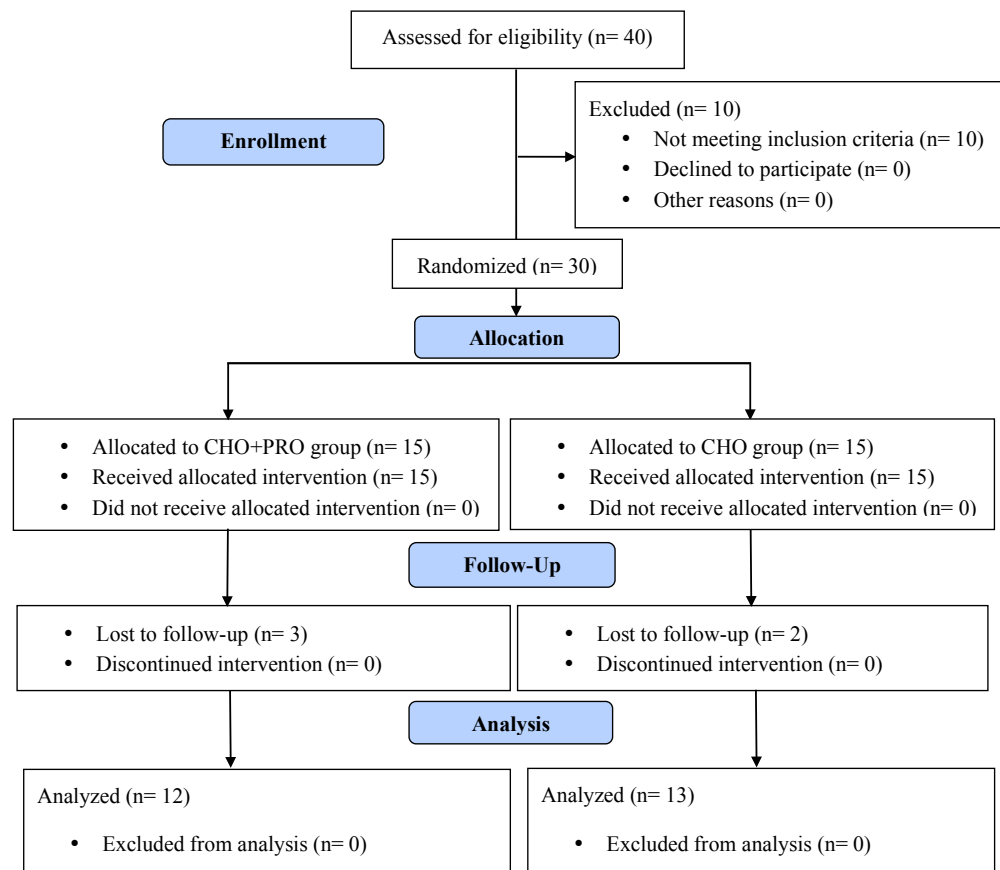 Assessed for eligibility (n= 40)
Excluded (n= 10)
• Not meeting inclusion criteria (n= 10)
• Declined to participate (n= 0)
• Other reasons (n= 0)
Enrollment
Randomized (n= 30)
Allocation
• Allocated to CHO+PRO group (n= 15)
• Received allocated intervention (n= 15)
• Did not receive allocated intervention (n= 0)
• Allocated to CHO group (n= 15)
• Received allocated intervention (n= 15)
• Did not receive allocated intervention (n= 0)
Follow-Up
• Lost to follow-up (n= 3)
• Discontinued intervention (n= 0)
• Lost to follow-up (n= 2)
• Discontinued intervention (n= 0)
Analysis
Analyzed (n= 12)
• Excluded from analysis (n= 0)
Analyzed (n= 13)
• Excluded from analysis (n= 0)